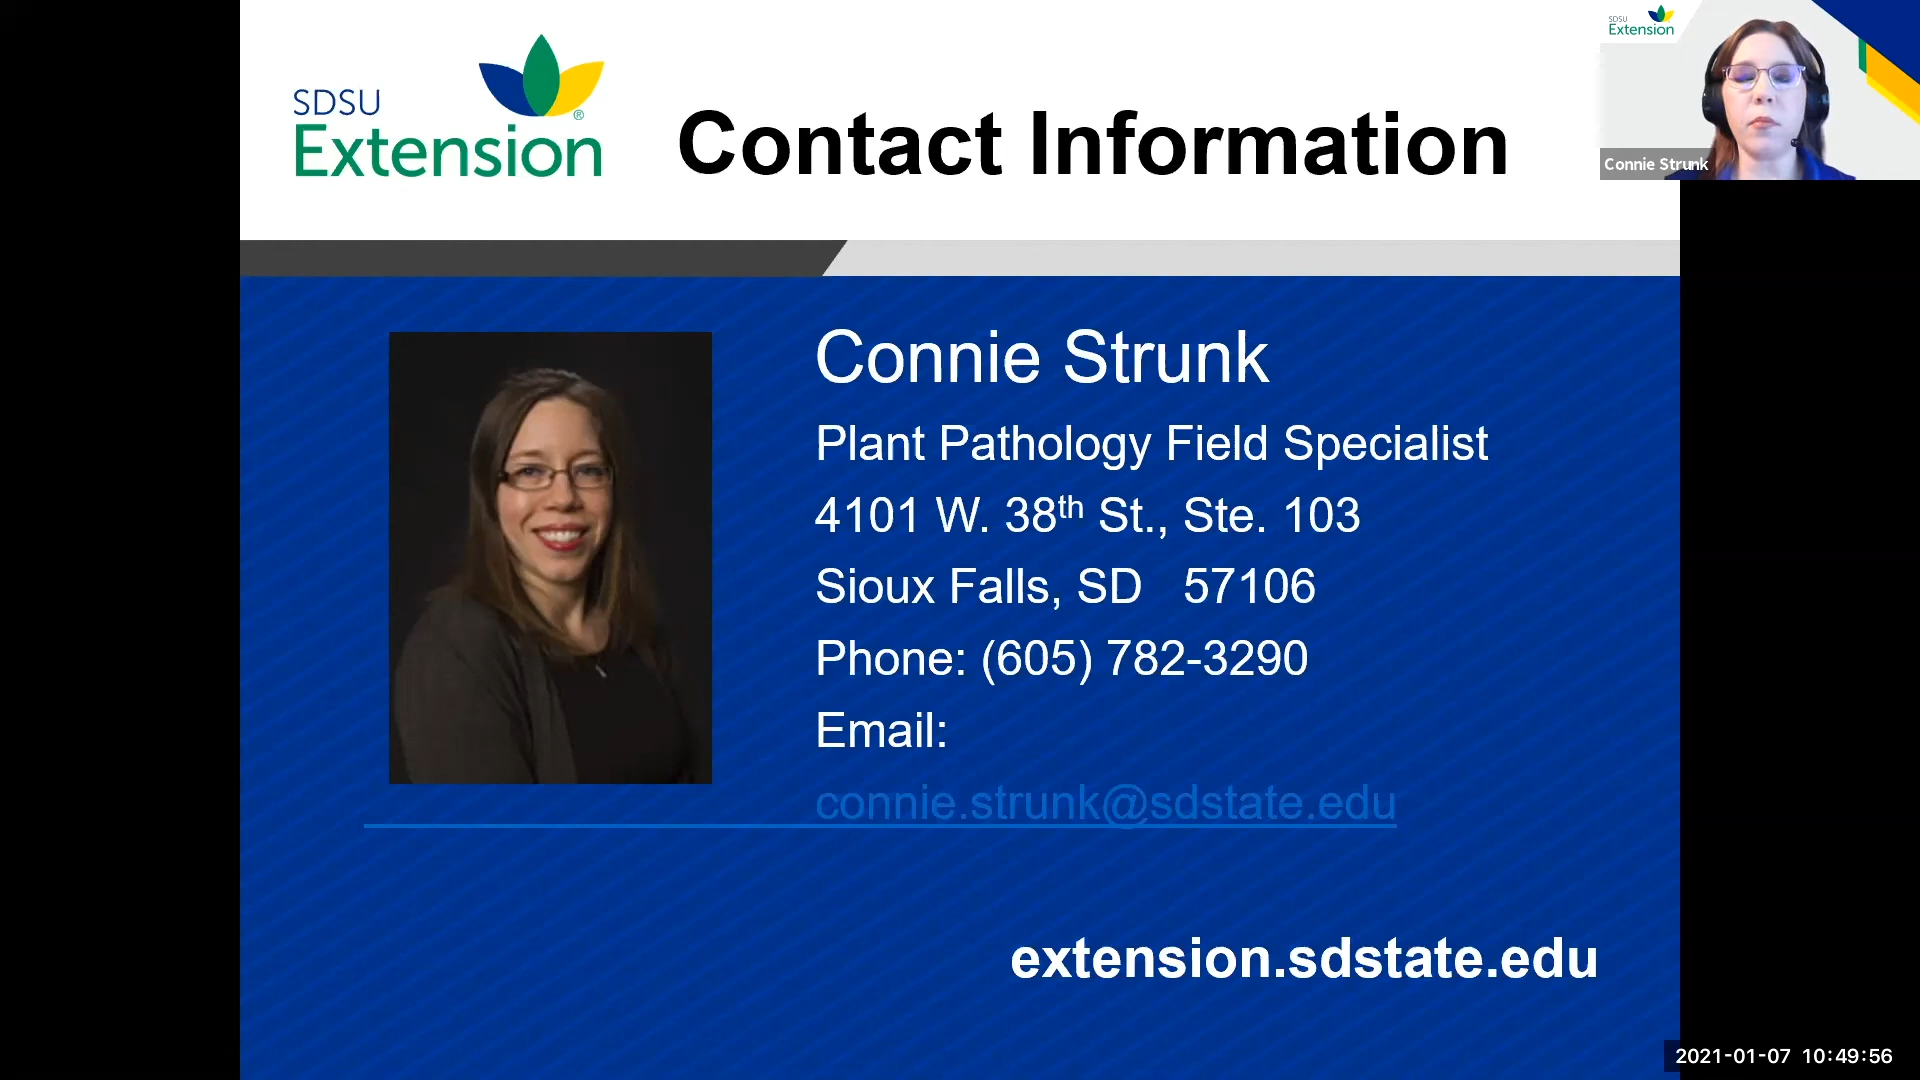 SDSU
Extension
®
Contact Information
SDSU
Extension
Connie Strunk
Connie Strunk
Plant Pathology Field Specialist
4101 W. 38th St., Ste. 103
Sioux Falls, SD 57106
Phone: (605) 782-3290
Email:
connie.strunk@sdstate.edu
extension.sdstate.edu
2021-01-07 10:49:56